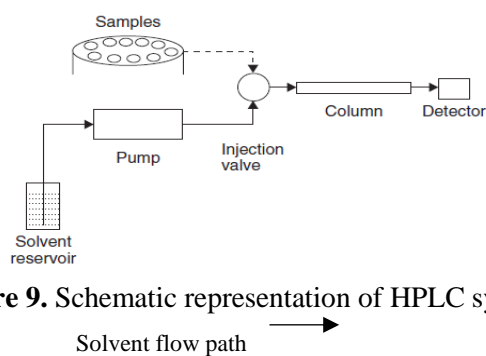 Samples
Column
Detector
Pump
Injection
valve
Solvent
reservoir
re 9. Schematic representation of HPLC sy
Solvent flow path